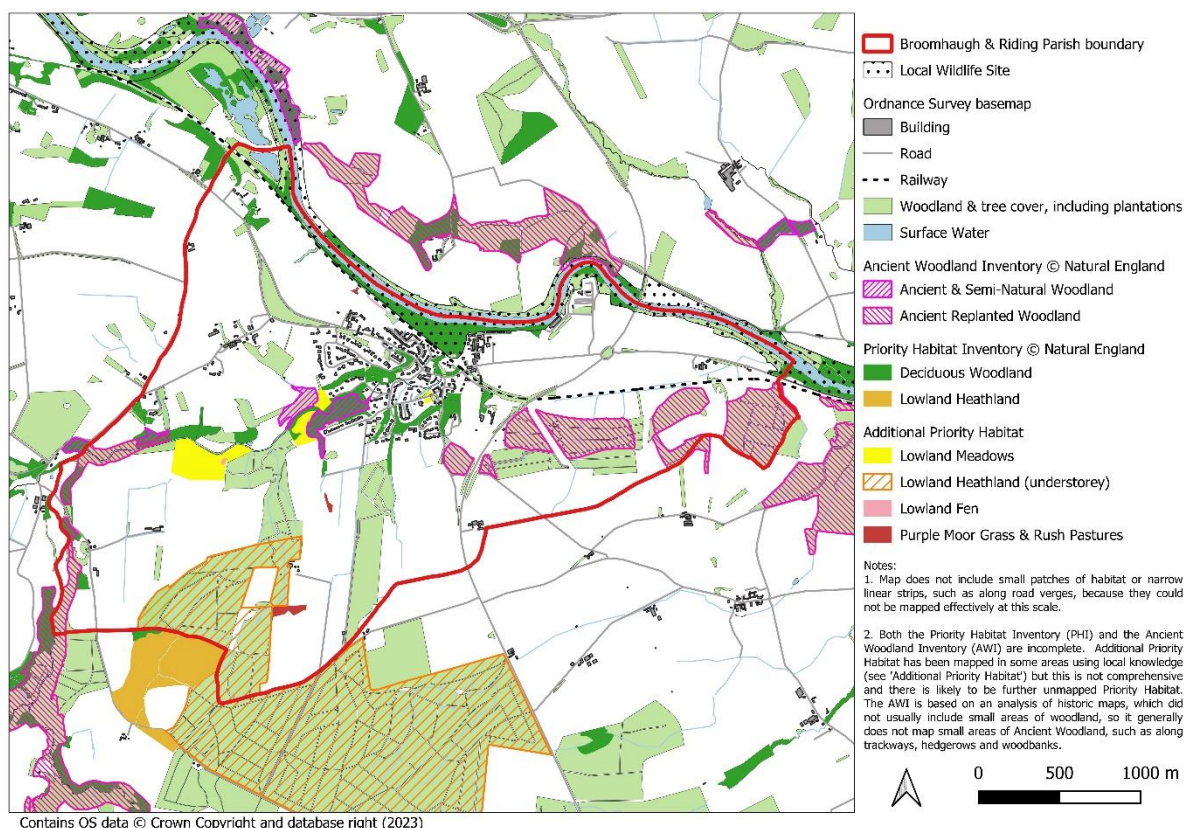 Broomhaugh & Riding Parish boundary
Local Wildlife Site
Ordnance Survey basemap
Building
Road
Railway
Woodland & tree cover, including plantations
Surface Water
Ancient Woodland Inventory © Natural England
Ancient & Semi-Natural Woodland
Ancient Replanted Woodland
Priority Habitat Inventory © Natural England
Deciduous Woodland
Lowland Heathland
Additional Priority Habitat
Lowland Meadows
Lowland Heathland (understorey)
Lowland Fen
Purple Moor Grass & Rush Pastures
Notes:
1. Map does not include small patches of habitat or narrow
linear strips, such as along road verges, because they could
not be mapped effectively at this scale.
2. Both the Priority Habitat Inventory (PHI) and the Ancient
Woodland Inventory (AWI) are incomplete. Additional Priority
Habitat has been mapped in some areas using local knowledge
(see 'Additional Priority Habitat') but this is not comprehensive
and there is likely to be further unmapped Priority Habitat.
The AWI is based on an analysis of historic maps, which did
not usually include small areas of woodland, so it generally
does not map small areas of Ancient Woodland, such as along
trackways, hedgerows and woodbanks.
0 500 1000 m
Contains OS data © Crown Copyright and database right (2023)